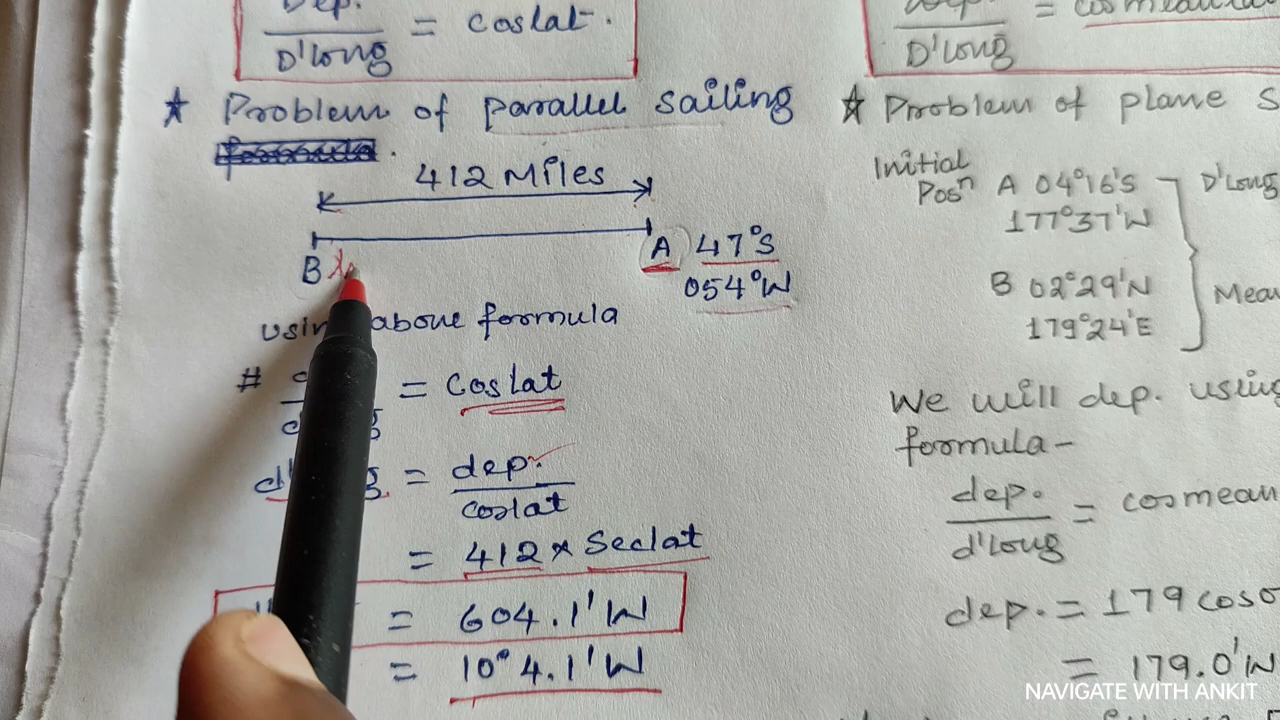 Dep.
D'long = coslat.
★ Problem of parallel sailing
412 Miles
B A 47°S
054°W
above formula
# = coslat
= dep.
coslat
= 412 × Seclat
= 604.1' W
= 10° 4.1' W
D'long =
★ Problem of plane S
Initial
Posⁿ A 04°16'S
177°37'W
D'Long
B 02°29'N
179°24'E
Mea
We will dep. using
formula-
dep.
d'long = cos mean
dep. = 179 cos
= 179.0' W
NAVIGATE WITH ANKIT